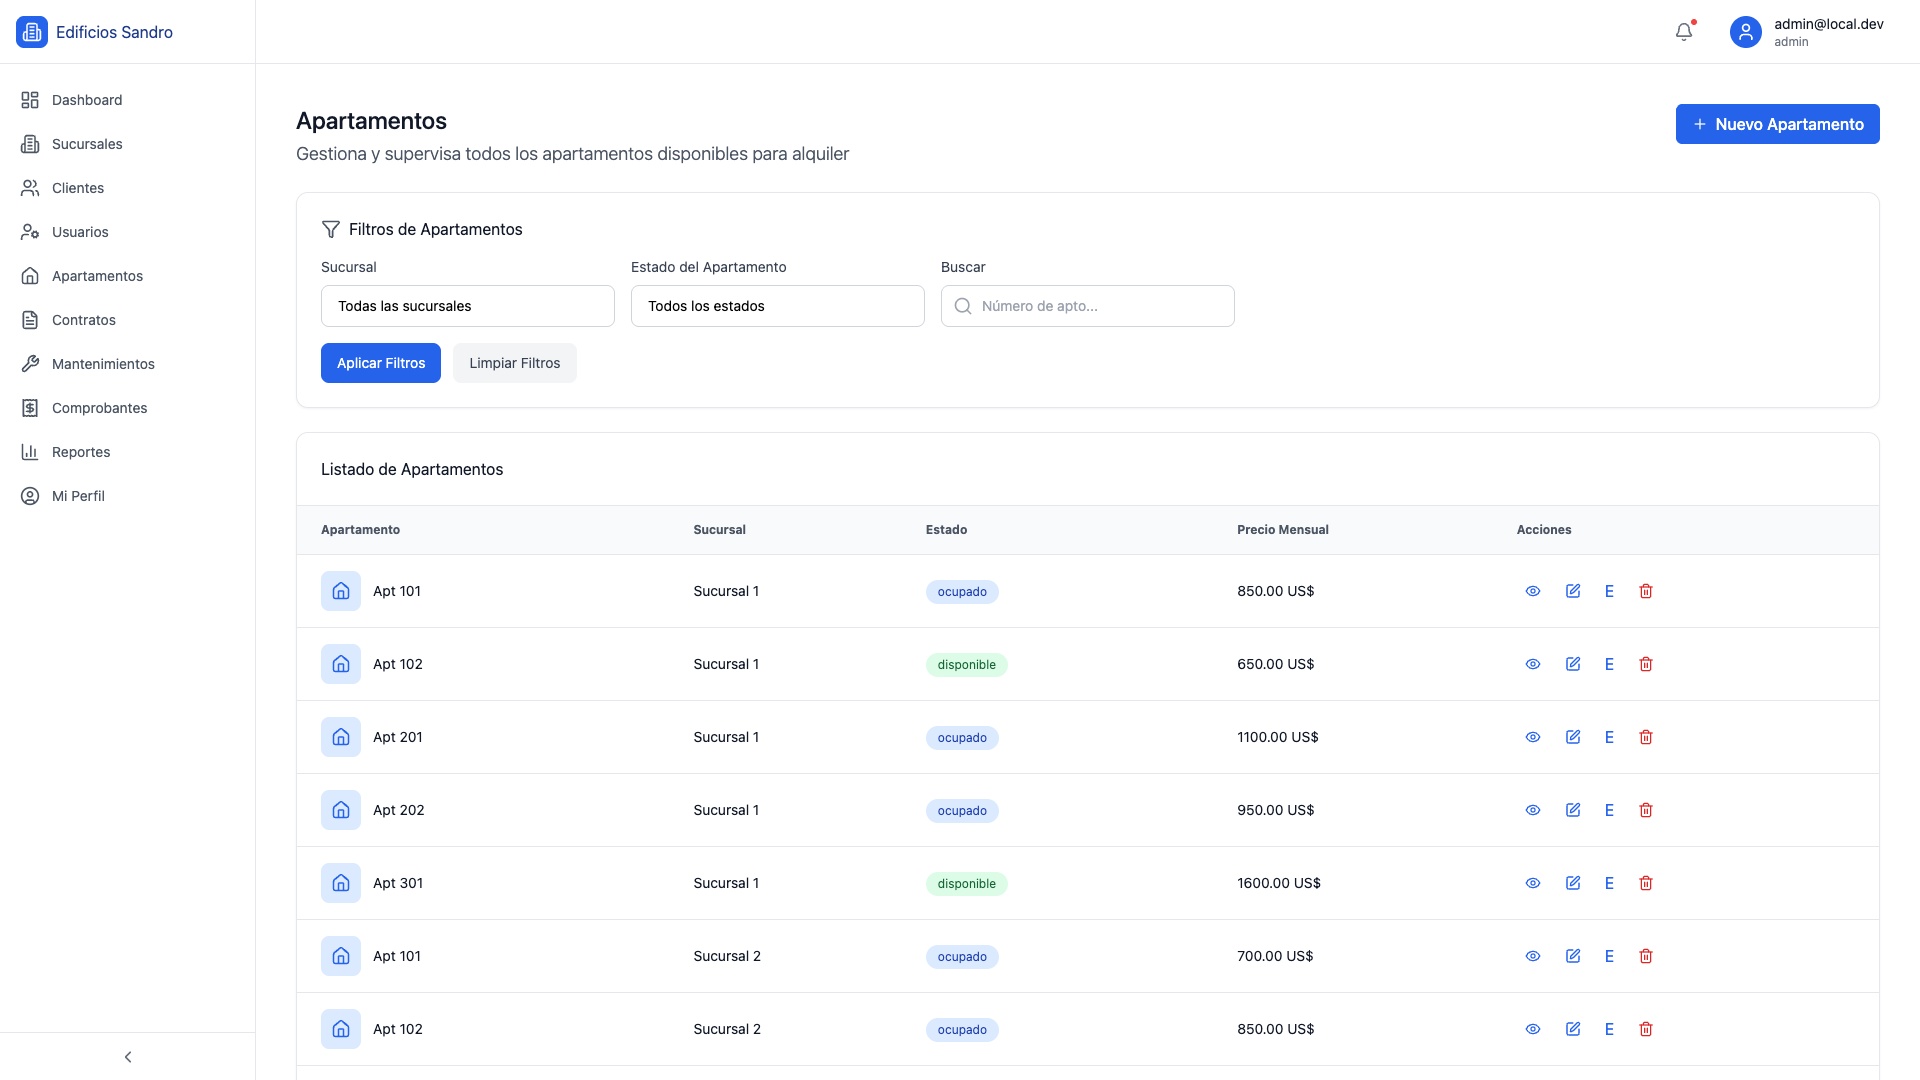 Edificios Sandro
admin@local.dev
admin
Dashboard
Sucursales
Clientes
Usuarios
Apartamentos
Contratos
Mantenimientos
Comprobantes
Reportes
Mi Perfil
Apartamentos
Gestiona y supervisa todos los apartamentos disponibles para alquiler
Nuevo Apartamento
Filtros de Apartamentos
Sucursal Estado del Apartamento Buscar
Todas las sucursales Todos los estados Número de apto...
Aplicar Filtros Limpiar Filtros
Listado de Apartamentos
Apartamento Sucursal Estado Precio Mensual Acciones
Apt 101 Sucursal 1 ocupado 850.00 US$ E
Apt 102 Sucursal 1 disponible 650.00 US$ E
Apt 201 Sucursal 1 ocupado 1100.00 US$ E
Apt 202 Sucursal 1 ocupado 950.00 US$ E
Apt 301 Sucursal 1 disponible 1600.00 US$ E
Apt 101 Sucursal 2 ocupado 700.00 US$ E
Apt 102 Sucursal 2 ocupado 850.00 US$ E